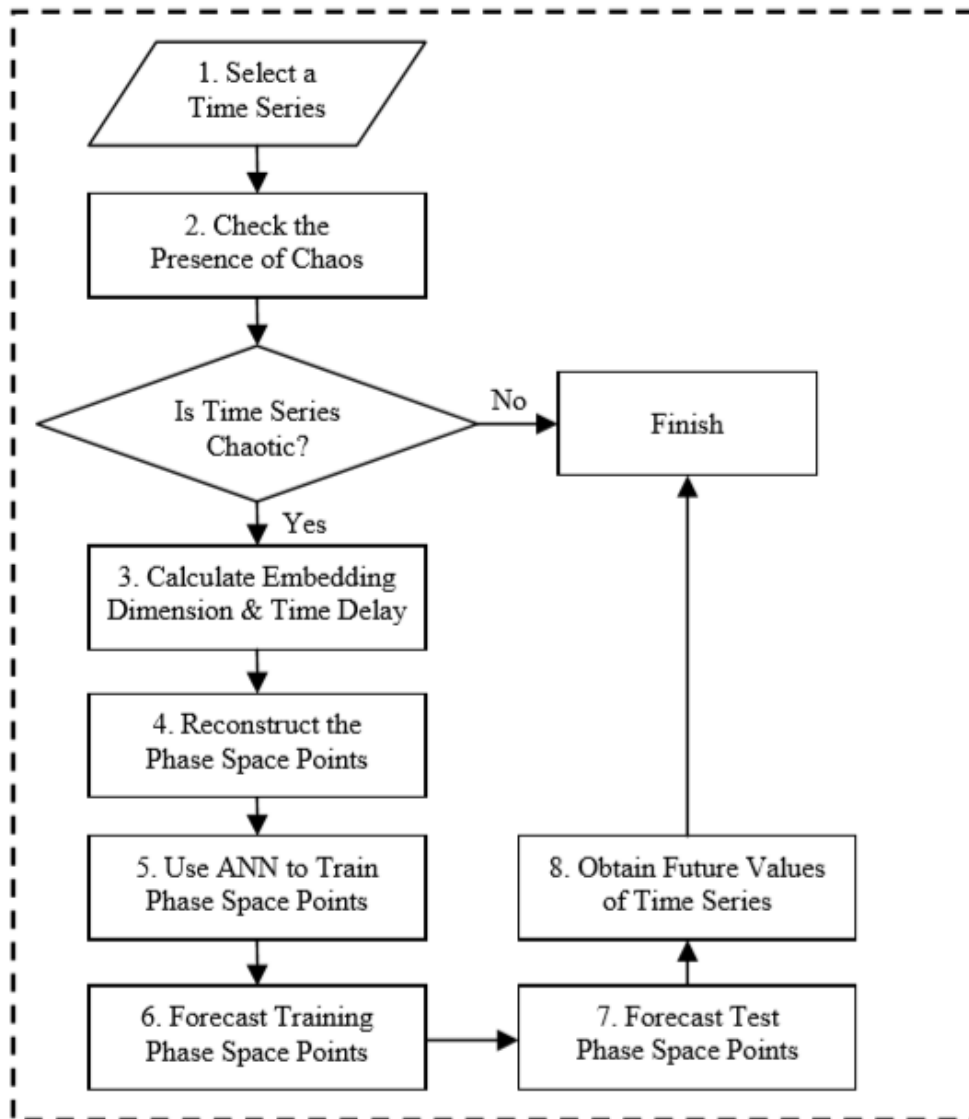 1. Select a
Time Series
2. Check the
Presence of Chaos
Is Time Series
Chaotic?
No
Finish
Yes
3. Calculate Embedding
Dimension & Time Delay
4. Reconstruct the
Phase Space Points
5. Use ANN to Train
Phase Space Points
6. Forecast Training
Phase Space Points
7. Forecast Test
Phase Space Points
8. Obtain Future Values
of Time Series